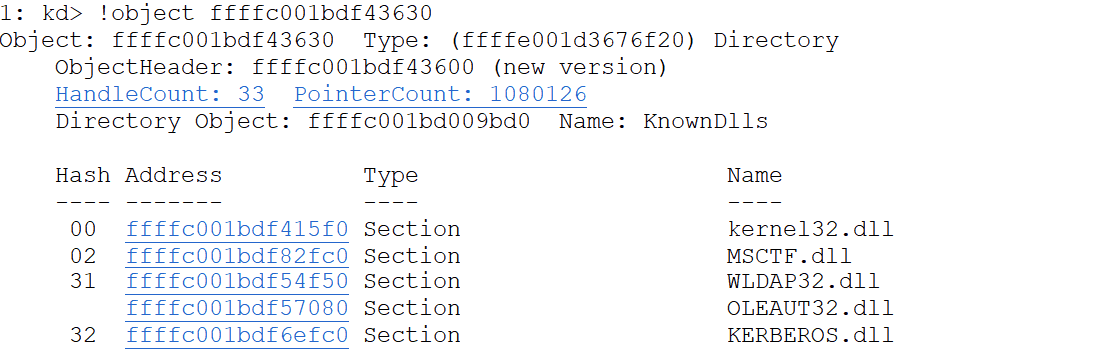 1: kd> !object ffffc001bdf43630
Object: ffffc001bdf43630  Type: (ffffe001d3676f20) Directory
    ObjectHeader: ffffc001bdf43600 (new version)
    HandleCount: 33  PointerCount: 1080126
    Directory Object: ffffc001bd009bd0  Name: KnownDlls

    Hash Address          Type                      Name
    ---- -------          ----                      ----
     00  ffffc001bdf415f0 Section                   kernel32.dll
     02  ffffc001bdf82fc0 Section                   MSCTF.dll
     31  ffffc001bdf54f50 Section                   WLDAP32.dll
         ffffc001bdf57080 Section                   OLEAUT32.dll
     32  ffffc001bdf6efc0 Section                   KERBEROS.dll